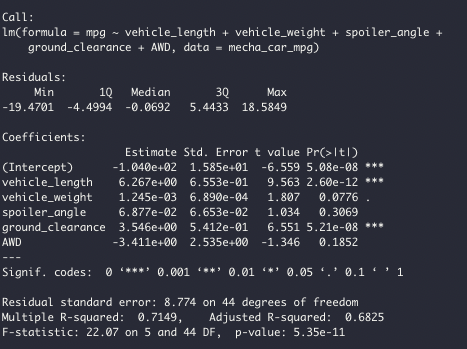 Call:
lm(formula = mpg ~ vehicle_length + vehicle_weight + spoiler_angle +
    ground_clearance + AWD, data = mecha_car_mpg)
Residuals:
     Min       1Q   Median       3Q      Max
-19.4701  -4.4994  -0.0692   5.4433  18.5849
Coefficients:
                   Estimate Std. Error t value Pr(>|t|)
(Intercept)      -1.040e+02  1.585e+01  -6.559 5.08e-08 ***
vehicle_length    6.267e+00  6.553e-01   9.563 2.60e-12 ***
vehicle_weight    1.245e-03  6.890e-04   1.807   0.0776 .
spoiler_angle     6.877e-02  6.653e-02   1.034   0.3069
ground_clearance  3.546e+00  5.412e-01   6.551 5.21e-08 ***
AWD              -3.411e+00  2.535e+00  -1.346   0.1852
---
Signif. codes:  0 ‘***’ 0.001 ‘**’ 0.01 ‘*’ 0.05 ‘.’ 0.1 ‘ ’ 1
Residual standard error: 8.774 on 44 degrees of freedom
Multiple R-squared:  0.7149,	Adjusted R-squared:  0.6825
F-statistic: 22.07 on 5 and 44 DF,  p-value: 5.35e-11